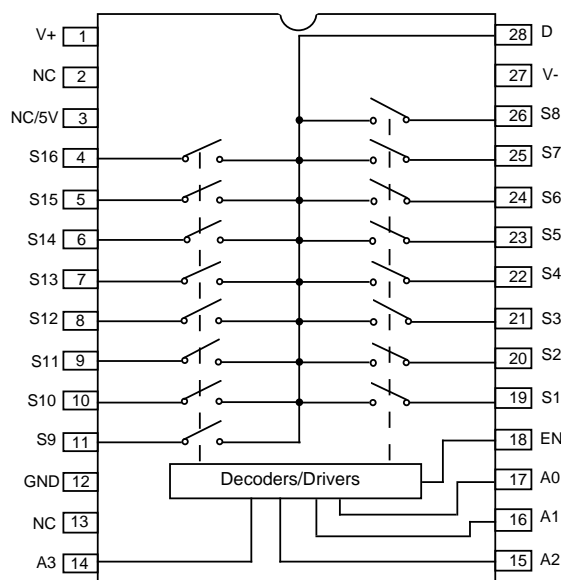 V+ 1 28 D
NC 2 27 V-
NC/5V 3 26 S8
S16 4 25 S7
S15 5 24 S6
S14 6 23 S5
S13 7 22 S4
S12 8 21 S3
S11 9 20 S2
S10 10 19 S1
S9 11 18 EN
GND 12 Decoders/Drivers 17 A0
NC 13 16 A1
A3 14 15 A2